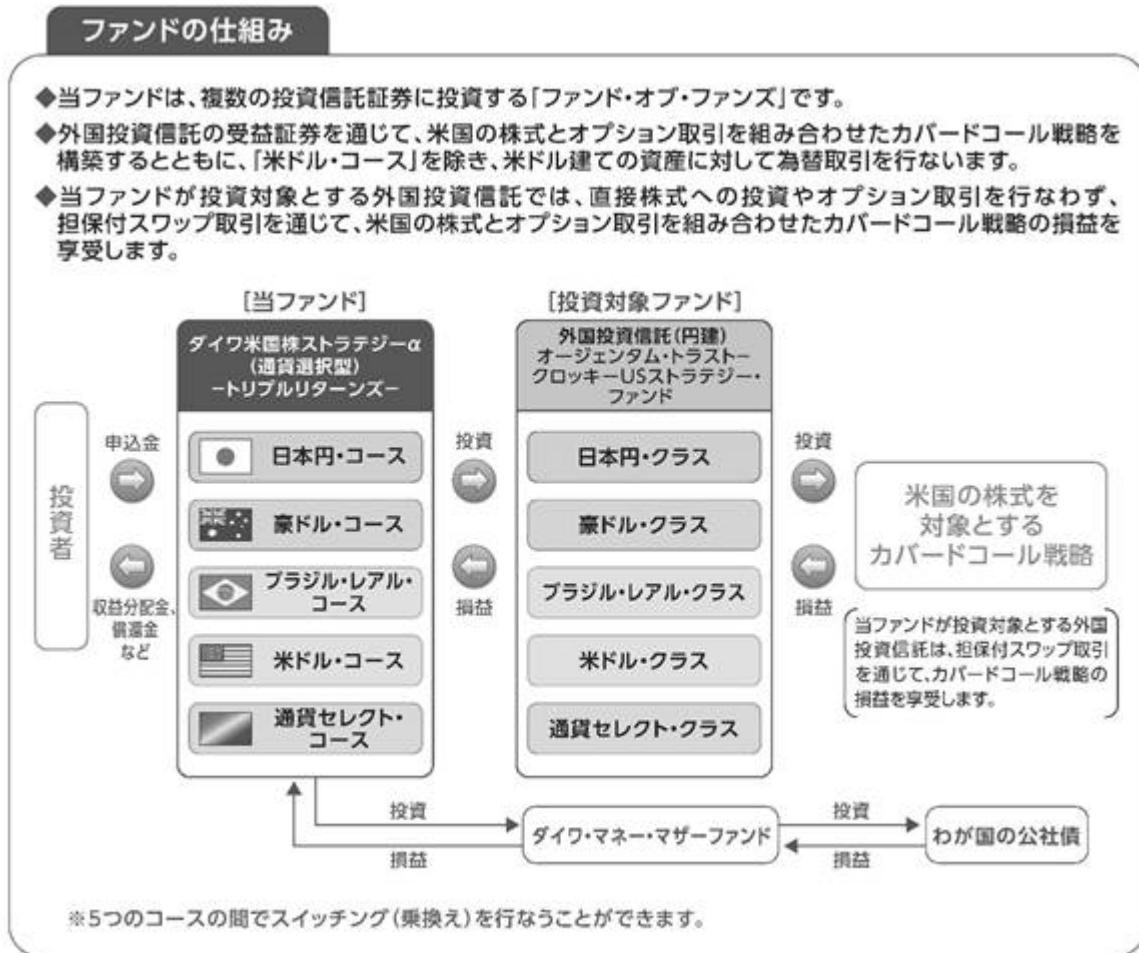 ファンドの仕組み
◆当ファンドは、複数の投資信託証券に投資する「ファンド・オブ・ファンズ」です。
◆外国投資信託の受益証券を通じて、米国の株式とオプション取引を組み合わせたカバードコール戦略を
構築するとともに、「米ドル・コース」を除き、米ドル建ての資産に対して為替取引を行ないます。
◆当ファンドが投資対象とする外国投資信託では、直接株式への投資やオプション取引を行なわず、
担保付スワップ取引を通じて、米国の株式とオプション取引を組み合わせたカバードコール戦略の損益を
享受します。
[当ファンド]
[投資対象ファンド]
ダイワ米国株ストラテジーα
(通貨選択型)
－トリプルリターンズ－
外国投資信託(円建)
オージェンタム・トラスト－
クロッキーUSストラテジー・
ファンド
投資者
申込金
収益分配金、
償還金
など
日本円・コース
豪ドル・コース
ブラジル・レアル・
コース
米ドル・コース
通貨セレクト・
コース
投資
損益
日本円・クラス
豪ドル・クラス
ブラジル・レアル・クラス
米ドル・クラス
通貨セレクト・クラス
投資
損益
米国の株式を
対象とする
カバードコール戦略
当ファンドが投資対象とする外国
投資信託は、担保付スワップ取引
を通じて、カバードコール戦略の
損益を享受します。
投資
損益
ダイワ・マネー・マザーファンド
投資
損益
わが国の公社債
※5つのコースの間でスイッチング(乗換え)を行なうことができます。